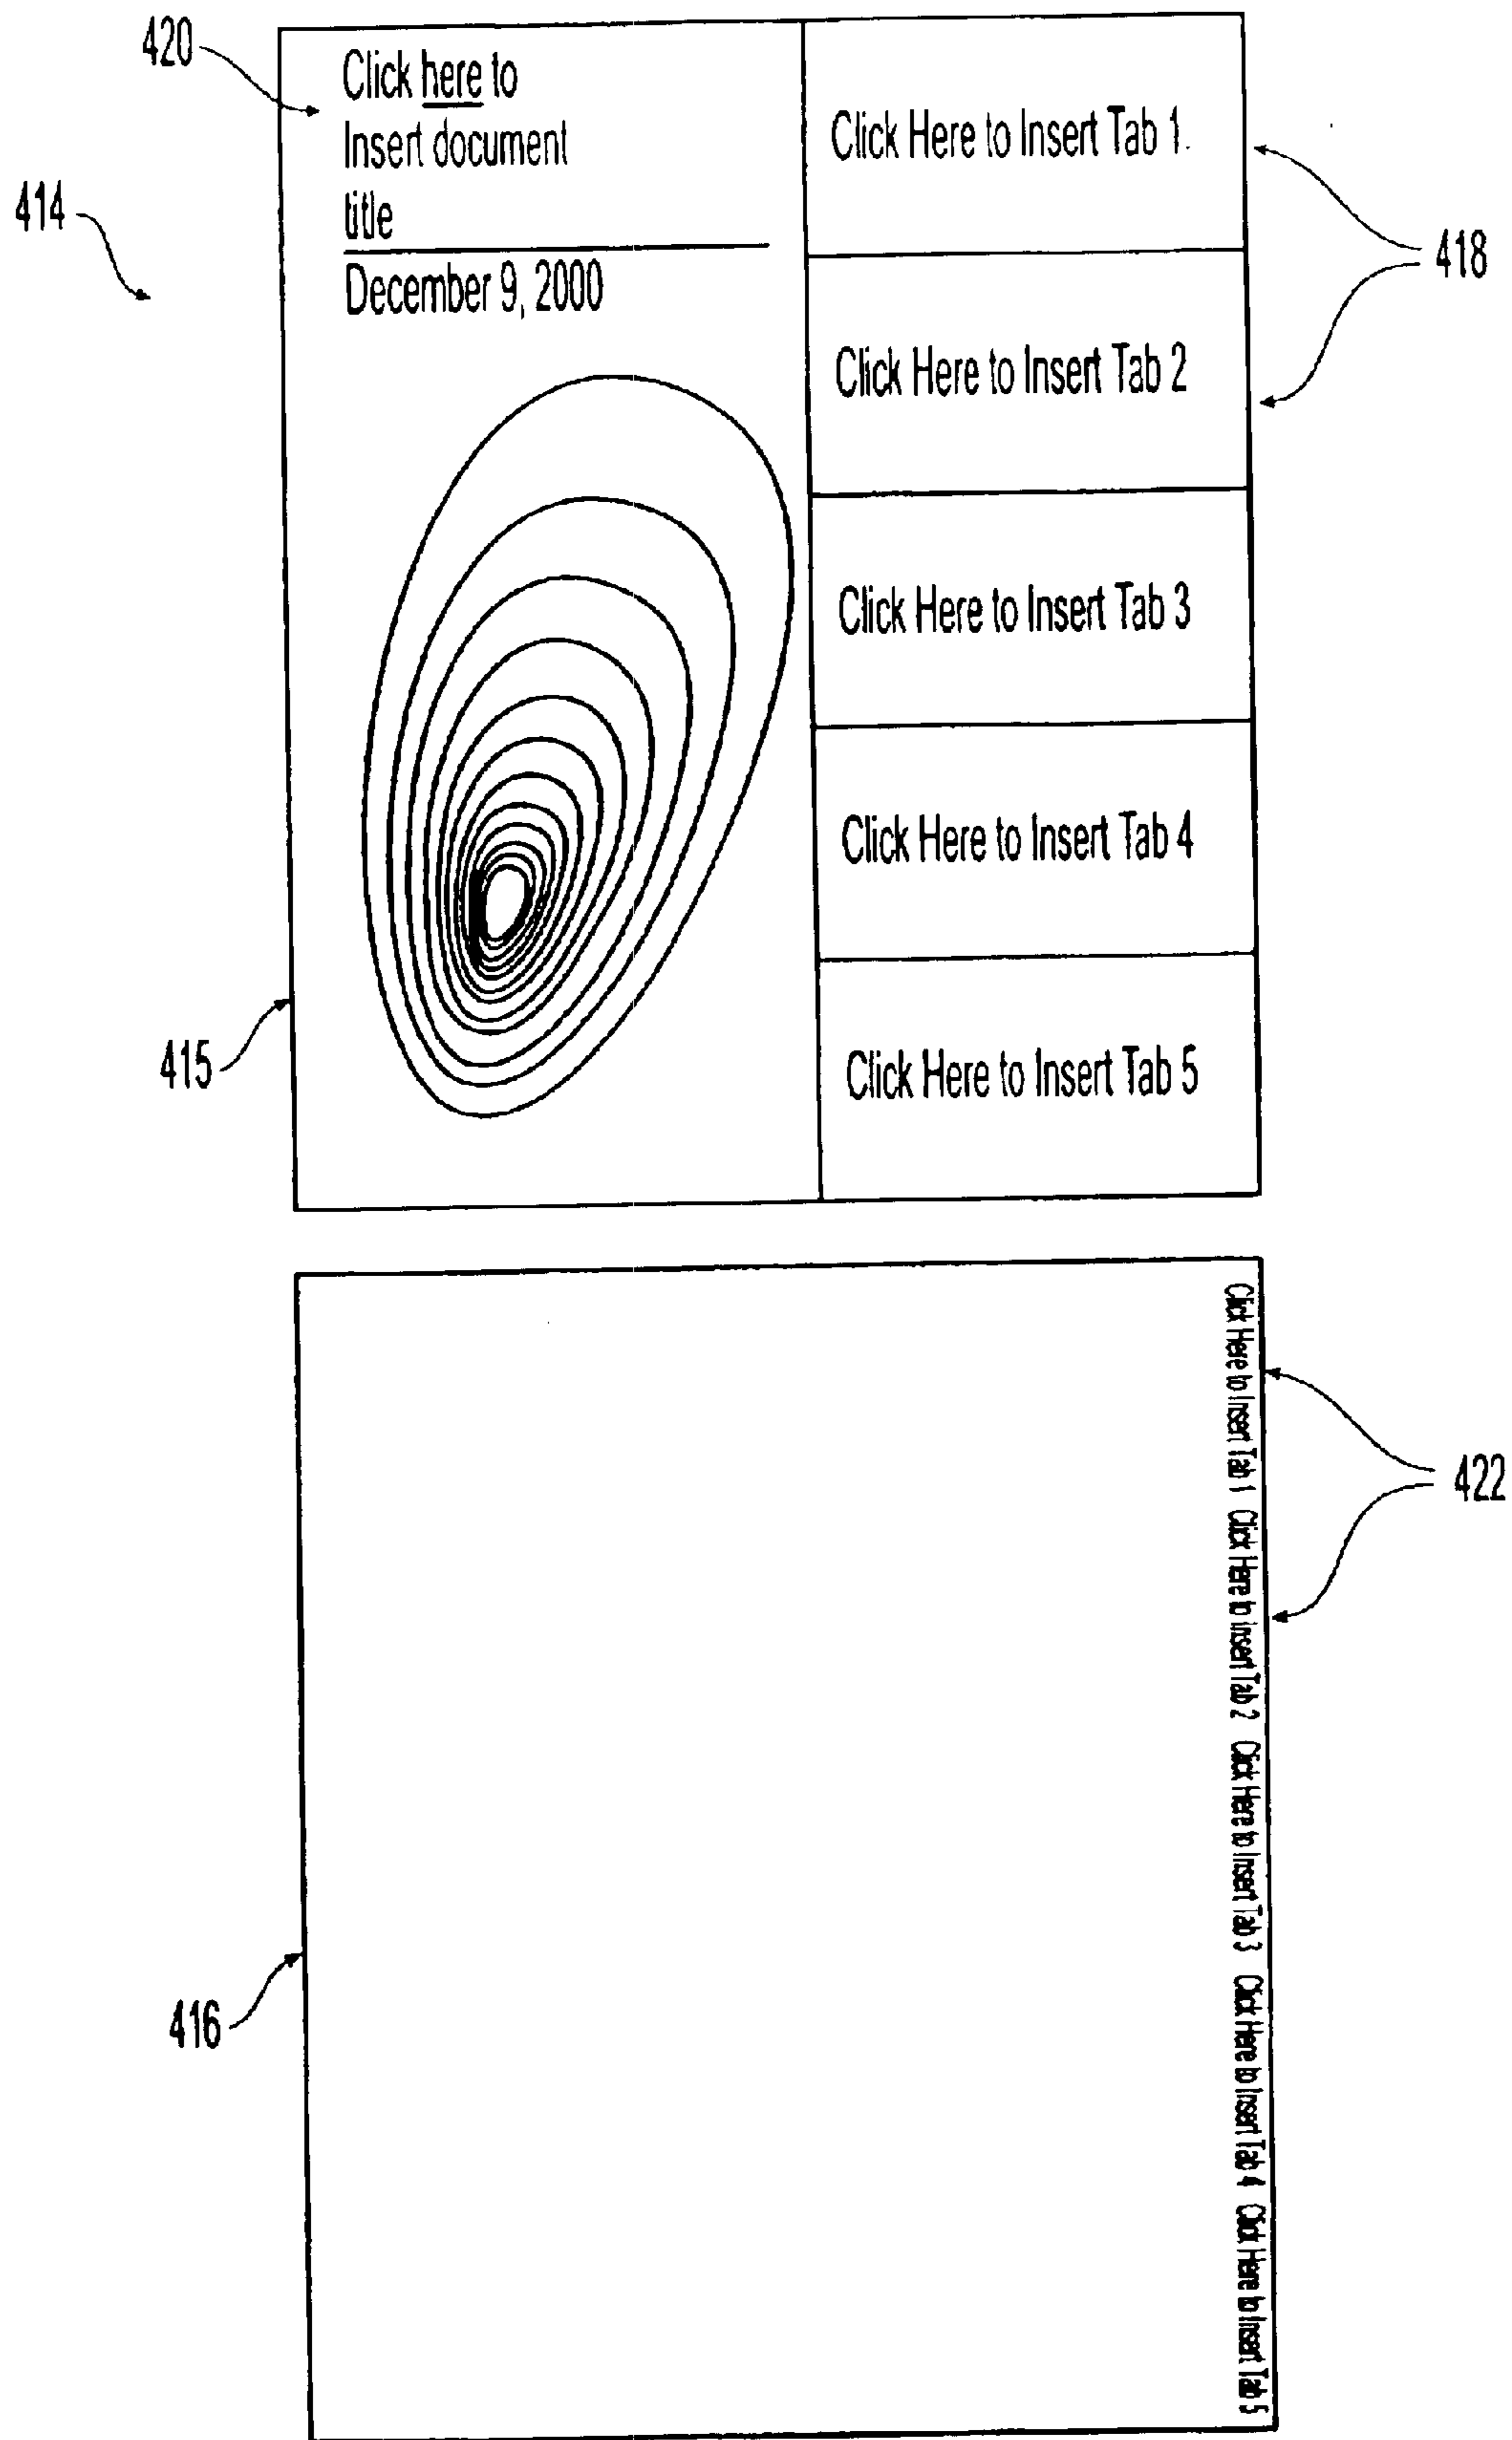 420
Click here to
Insert document
title
December 9, 2000
414
415
Click Here to Insert Tab 1
Click Here to Insert Tab 2
Click Here to Insert Tab 3
Click Here to Insert Tab 4
Click Here to Insert Tab 5
418
Click Here to Insert Tab 1 Click Here to Insert Tab 2 Click Here to Insert Tab 3 Click Here to Insert Tab 4 Click Here to Insert Tab 5
422
416